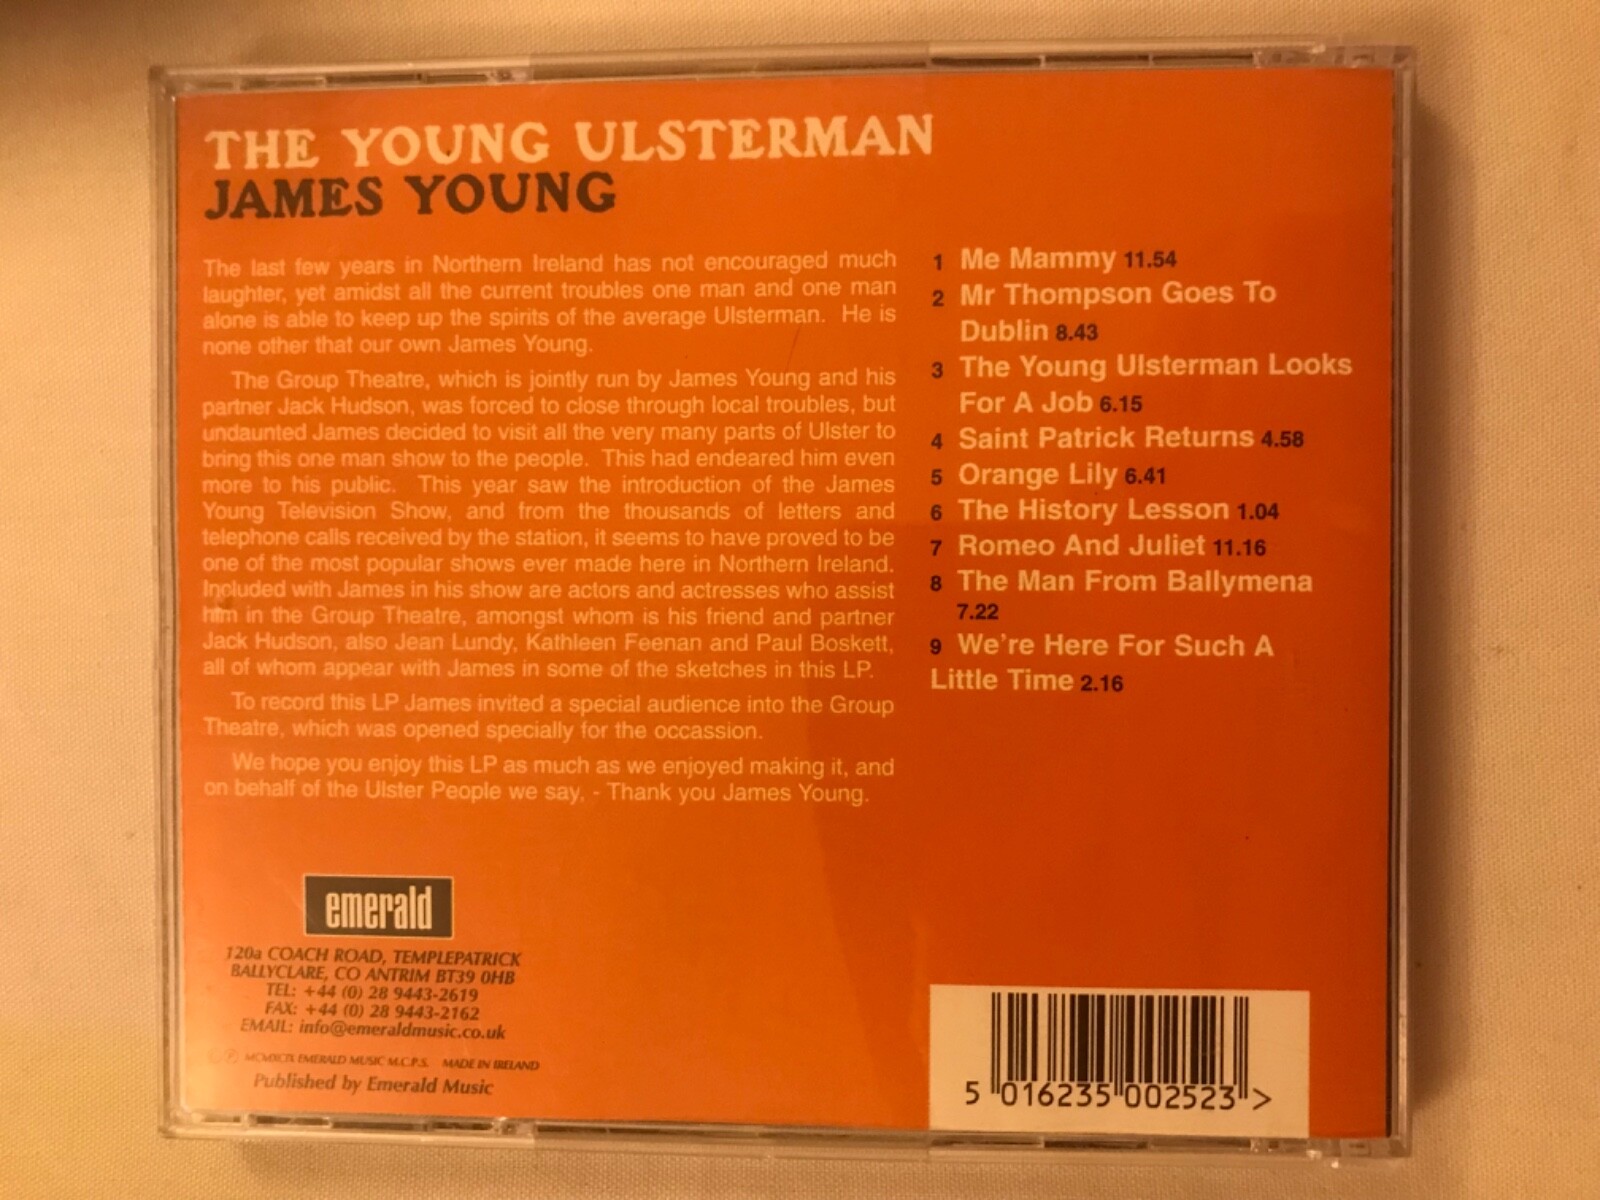 THE YOUNG ULSTERMAN
JAMES YOUNG
The last few years in Northern Ireland has not encouraged much
laughter, yet amidst all the current troubles one man and one man
alone is able to keep up the spirits of the average Ulsterman. He is
none other that our own James Young.
The Group Theatre, which is jointly run by James Young and his
partner Jack Hudson, was forced to close through local troubles, but
undaunted James decided to visit all the very many parts of Ulster to
bring this one man show to the people. This had endeared him even
more to his public. This year saw the introduction of the James
Young Television Show, and from the thousands of letters and
telephone calls received by the station, it seems to have proved to be
one of the most popular shows ever made here in Northern Ireland.
Included with James in his show are actors and actresses who assist
him in the Group Theatre, amongst whom is his friend and partner
Jack Hudson, also Jean Lundy, Kathleen Feenan and Paul Boskett,
all of whom appear with James in some of the sketches in this LP.
To record this LP James invited a special audience into the Group
Theatre, which was opened specially for the occassion.
We hope you enjoy this LP as much as we enjoyed making it, and
on behalf of the Ulster People we say, - Thank you James Young.
1 Me Mammy 11.54
2 Mr Thompson Goes To
Dublin 8.43
3 The Young Ulsterman Looks
For A Job 6.15
4 Saint Patrick Returns 4.58
5 Orange Lily 6.41
6 The History Lesson 1.04
7 Romeo And Juliet 11.16
8 The Man From Ballymena
7.22
9 We're Here For Such A
Little Time 2.16
emerald
120a COACH ROAD, TEMPLEPATRICK
BALLYCLARE, CO ANTRIM BT39 0HB
TEL: +44 (0) 28 9443-2619
FAX: +44 (0) 28 9443-2162
EMAIL: info@emeraldmusic.co.uk
© ℗ MCMXCIX EMERALD MUSIC M.C.P.S. MADE IN IRELAND
Published by Emerald Music
5 016235 002523 >